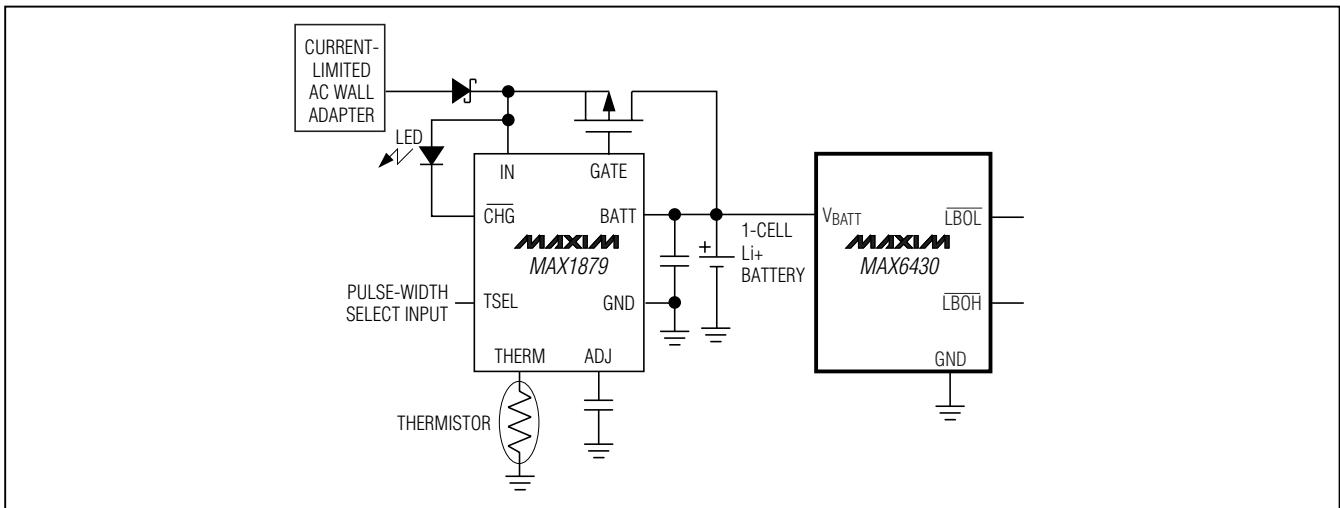 CURRENT-
LIMITED
AC WALL
ADAPTER
LED
IN
GATE
CHG
BATT
MAXIM
MAX1879
PULSE-WIDTH
SELECT INPUT
TSEL
GND
THERM
ADJ
THERMISTOR
+
1-CELL
Li+
BATTERY
VBATT
LBOL
MAXIM
MAX6430
LBOH
GND